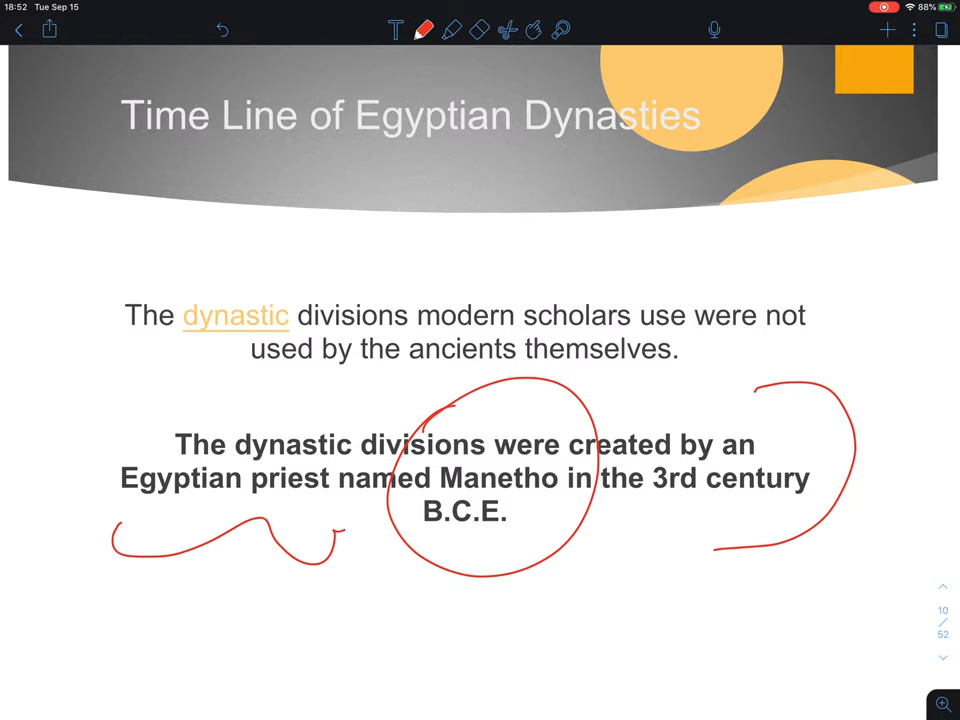 18:52 Tue Sep 15
88%
T
Time Line of Egyptian Dynasties
The dynastic divisions modern scholars use were not
used by the ancients themselves.
The dynastic divisions were created by an
Egyptian priest named Manetho in the 3rd century
B.C.E.
10
/
52